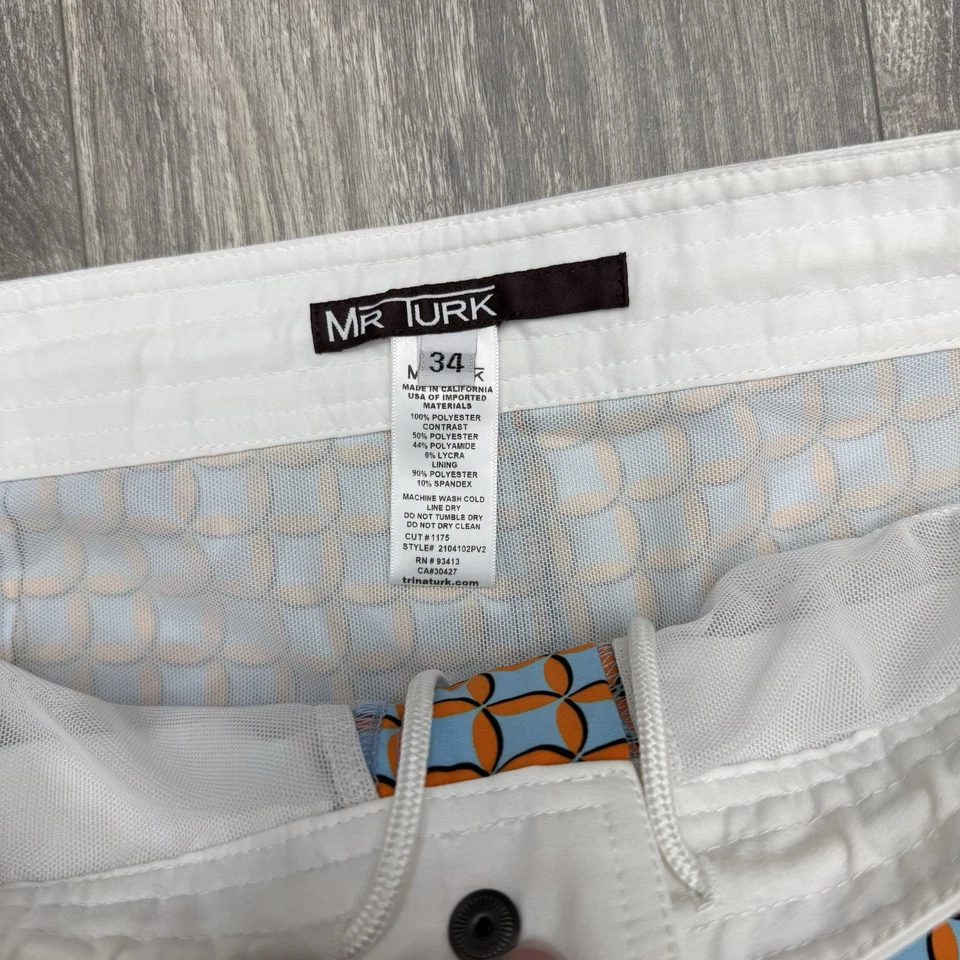 MR TURK
34
MADE IN CALIFORNIA
USA OF IMPORTED
MATERIALS
100% POLYESTER
CONTRAST
50% POLYESTER
44% POLYAMIDE
6% LYCRA
LINING
90% POLYESTER
10% SPANDEX
MACHINE WASH COLD
LINE DRY
DO NOT TUMBLE DRY
DO NOT DRY CLEAN
CUT # 1175
STYLE# 2104102PV2
RN # 93413
CA#30427
trinaturk.com